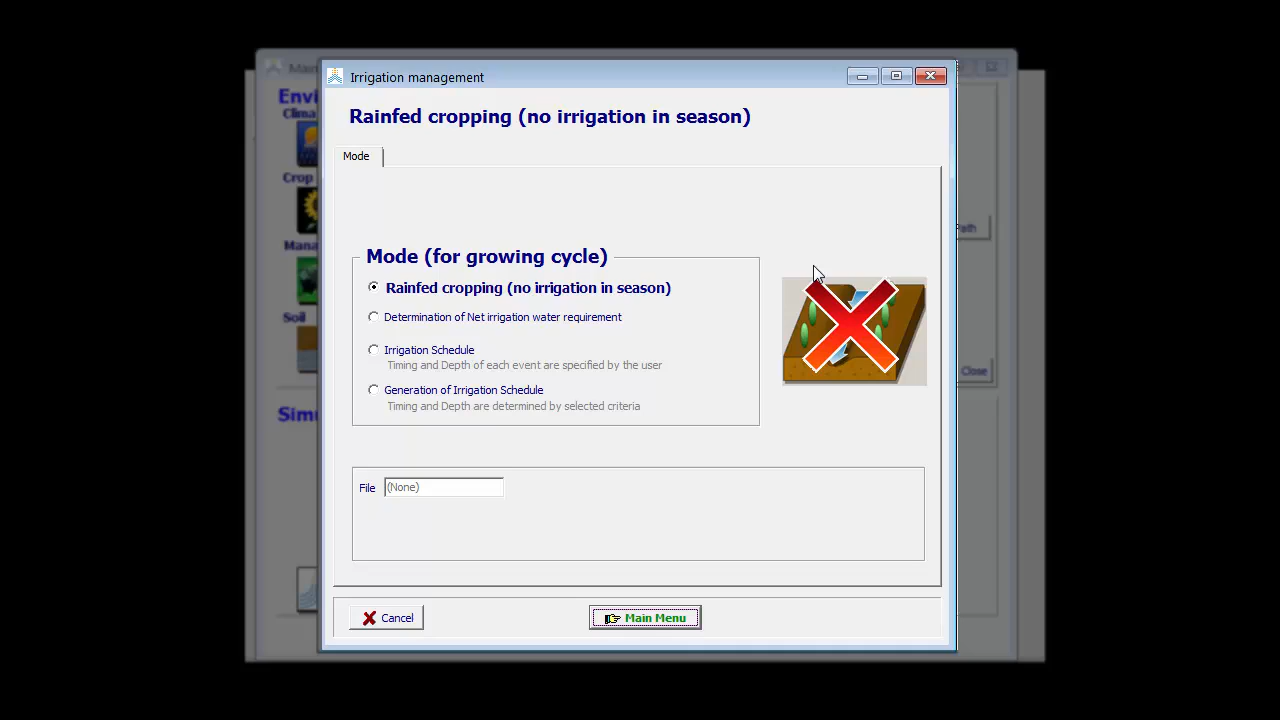 Main
Irrigation management
Envi
Rainfed cropping (no irrigation in season)
Clima
Mode
Crop
Path
Mana
Mode (for growing cycle)
Rainfed cropping (no irrigation in season)
Determination of Net irrigation water requirement
Soil
Irrigation Schedule
Timing and Depth of each event are specified by the user
Close
Generation of Irrigation Schedule
Timing and Depth are determined by selected criteria
Simu
File (None)
Cancel
Main Menu